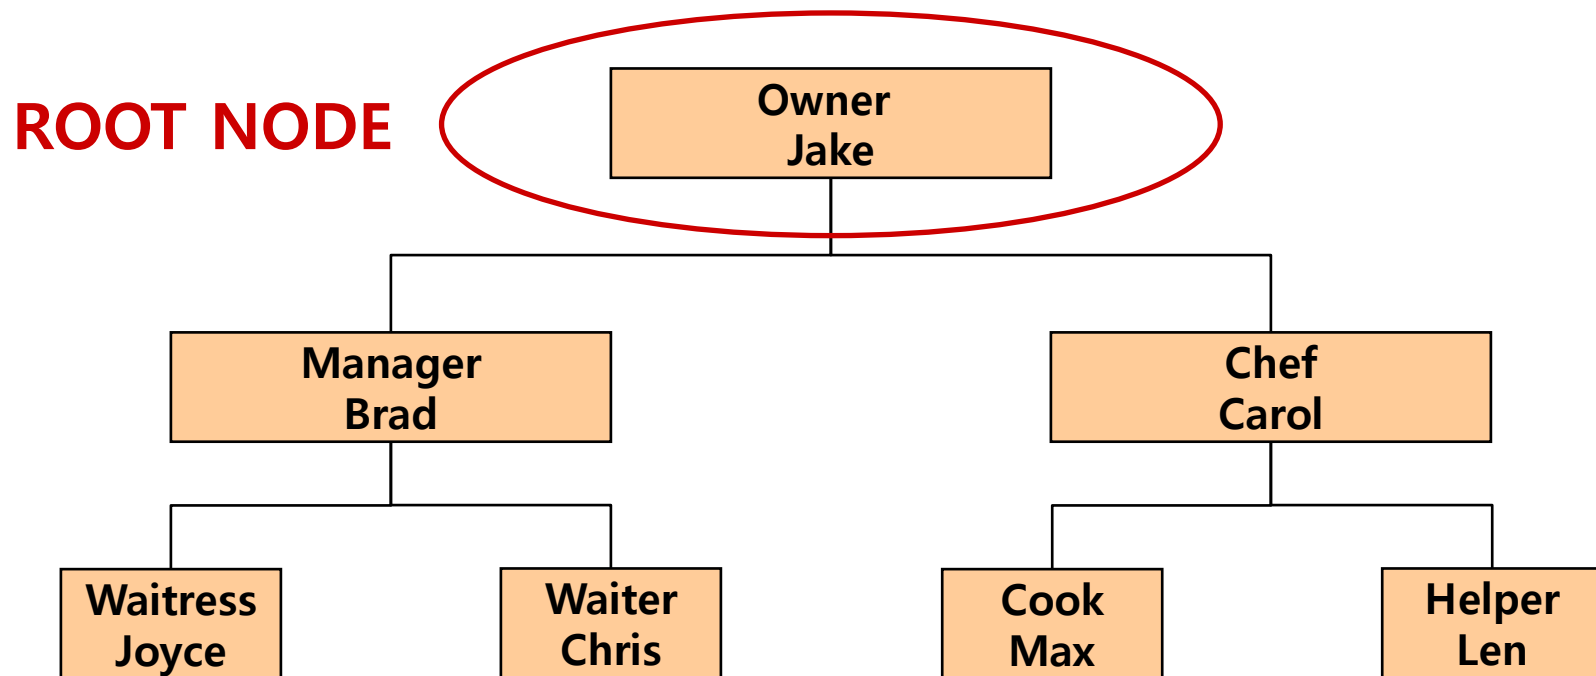 ROOT NODE
Owner
Jake
Manager
Brad
Chef
Carol
Waitress
Joyce
Waiter
Chris
Cook
Max
Helper
Len